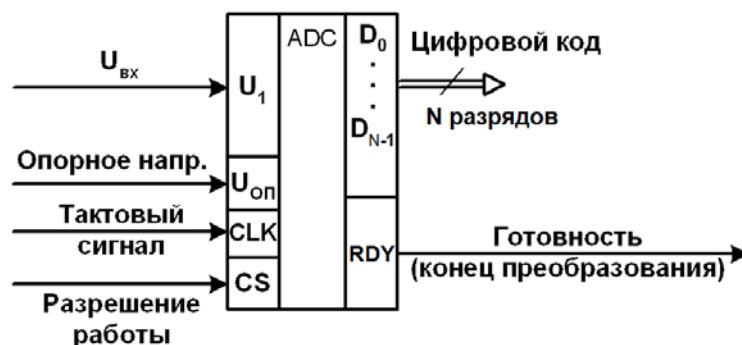 U вх
Опорное напр.
Тактовый
сигнал
Разрешение
работы
U1
UОП
CLK
CS
ADC
D0
.
.
.
DN-1
RDY
Цифровой код
N разрядов
Готовность
(конец преобразования)